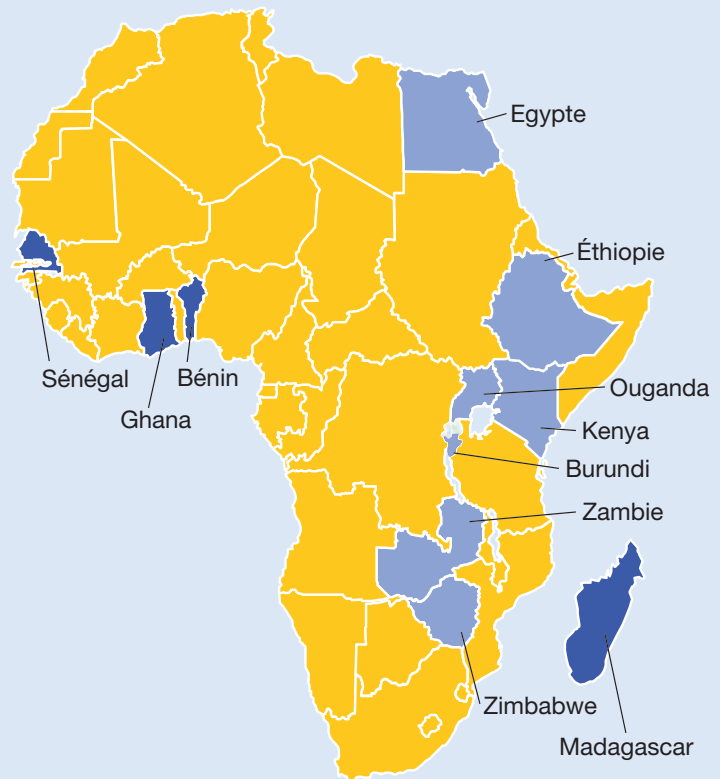 Egypte
Éthiopie
Sénégal
Bénin
Ghana
Ouganda
Kenya
Burundi
Zambie
Zimbabwe
Madagascar